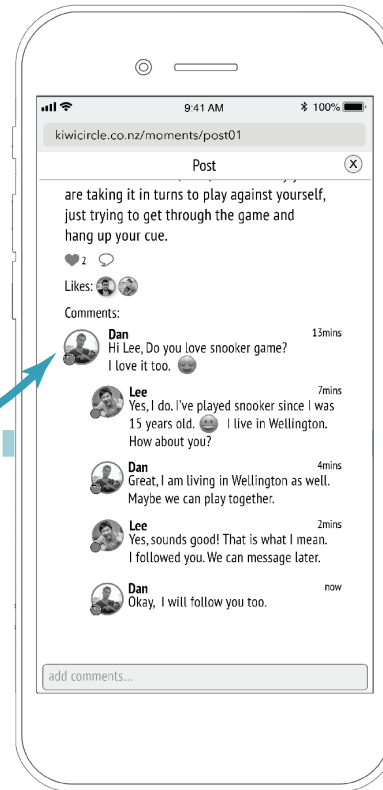 9:41 AM 100%
kiwicircle.co.nz/moments/post01
Post X
are taking it in turns to play against yourself,
just trying to get through the game and
hang up your cue.
2
Likes:
Comments:
Dan 13mins
Hi Lee, Do you love snooker game?
I love it too.
Lee 7mins
Yes, I do. I've played snooker since I was
15 years old. I live in Wellington.
How about you?
Dan 4mins
Great, I am living in Wellington as well.
Maybe we can play together.
Lee 2mins
Yes, sounds good! That is what I mean.
I followed you. We can message later.
Dan now
Okay, I will follow you too.
add comments...